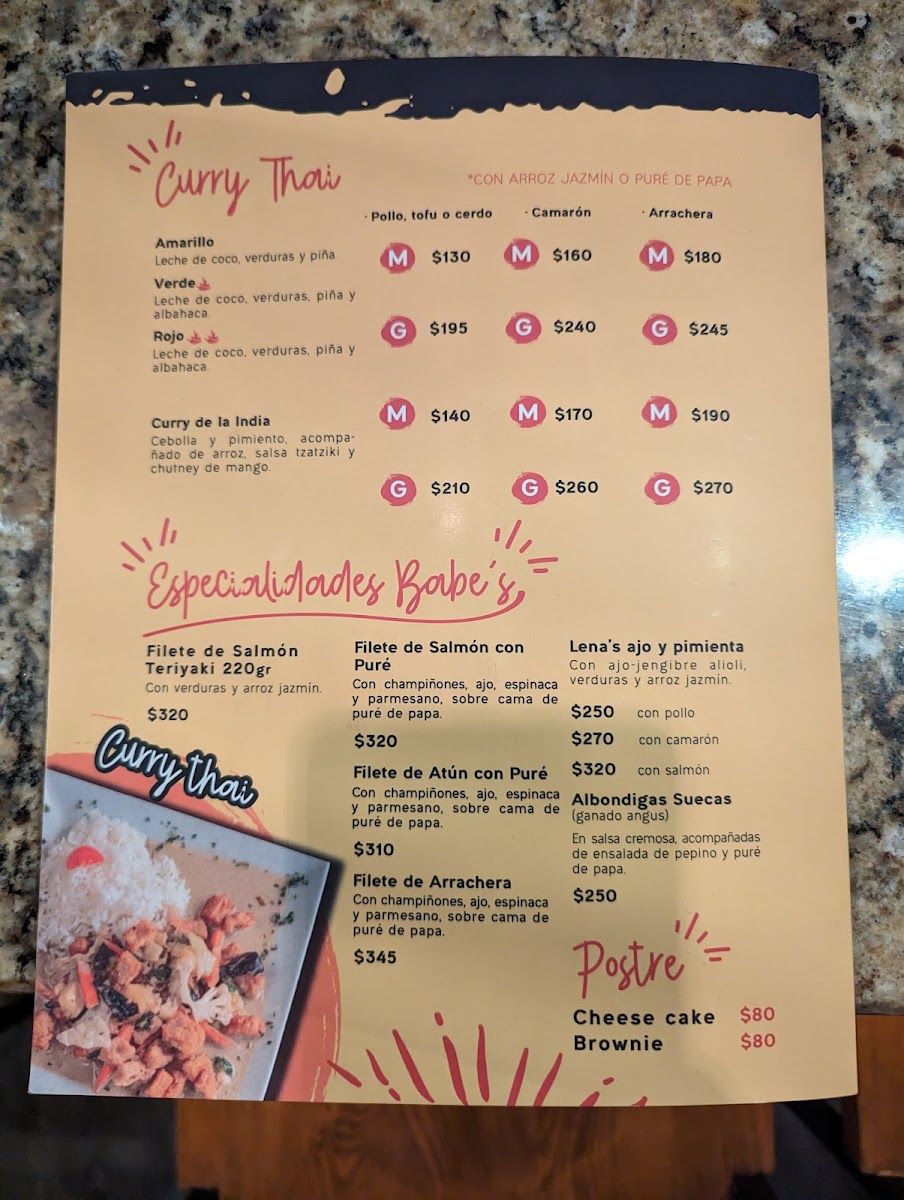 Curry Thai
*CON ARROZ JAZMÍN O PURÉ DE PAPA
· Pollo, tofu o cerdo · Camarón · Arrachera
Amarillo
Leche de coco, verduras y piña.
M $130 M $160 M $180
Verde
Leche de coco, verduras, piña y
albahaca.
Rojo
Leche de coco, verduras, piña y
albahaca.
G $195 G $240 G $245
Curry de la India
Cebolla y pimiento, acompa-
ñado de arroz, salsa tzatziki y
chutney de mango.
M $140 M $170 M $190
G $210 G $260 G $270
Especialidades Babe's
Filete de Salmón
Teriyaki 220gr
Con verduras y arroz jazmín.
$320
Curry thai
Filete de Salmón con
Puré
Con champiñones, ajo, espinaca
y parmesano, sobre cama de
puré de papa.
$320
Filete de Atún con Puré
Con champiñones, ajo, espinaca
y parmesano, sobre cama de
puré de papa.
$310
Filete de Arrachera
Con champiñones, ajo, espinaca
y parmesano, sobre cama de
puré de papa.
$345
Lena's ajo y pimienta
Con ajo-jengibre alioli,
verduras y arroz jazmín.
$250 con pollo
$270 con camarón
$320 con salmón
Albondigas Suecas
(ganado angus)
En salsa cremosa, acompañadas
de ensalada de pepino y puré
de papa.
$250
Postre
Cheese cake $80
Brownie $80